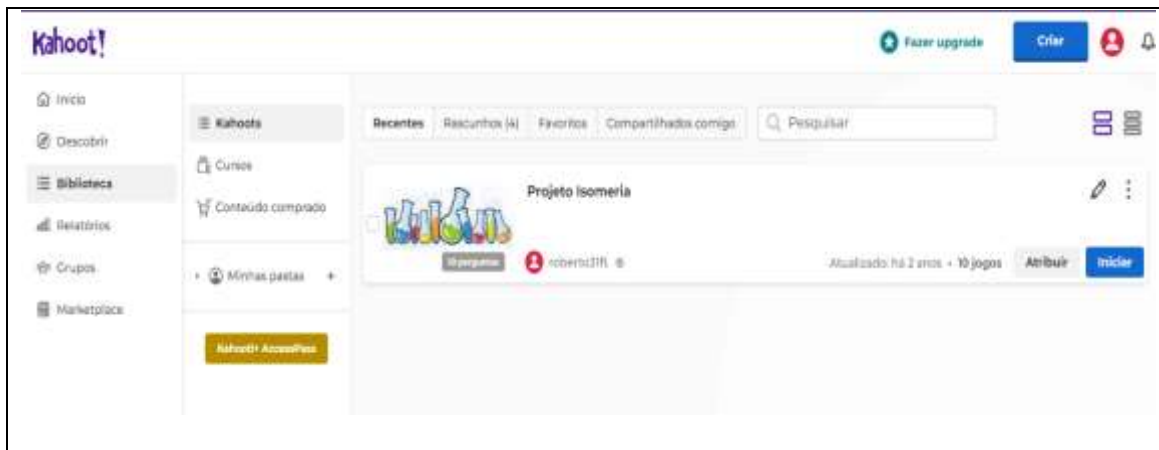 Kahoot!
Fazer upgrade
Criar
Início
Descobrir
Biblioteca
Relatórios
Grupos
Marketplace
Kahoots
Cursos
Conteúdo comprado
Minhas pastas +
Kahoot!+ AccessPass
Recentes Rascunhos (4) Favoritos Compartilhados comigo Pesquisar
Projeto Isomeria
10 perguntas
Atualizado há 2 anos • 10 jogos Atribuir Iniciar